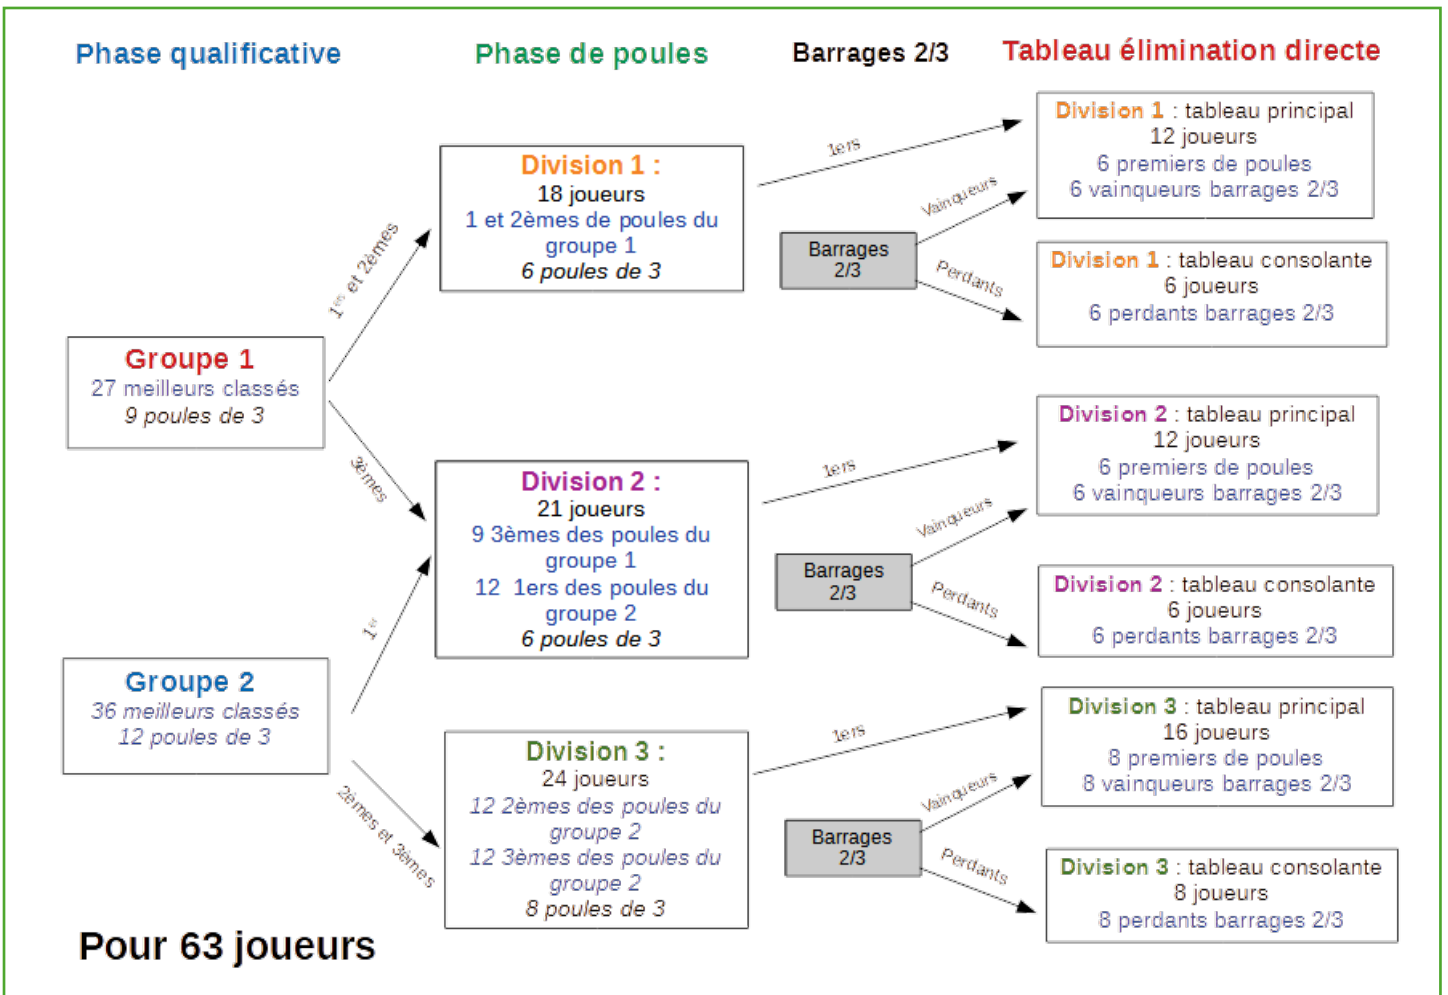 Phase qualificative
Phase de poules
Barrages 2/3
Tableau élimination directe
Groupe 1
27 meilleurs classés
9 poules de 3
1ers et 2èmes
3èmes
Groupe 2
36 meilleurs classés
12 poules de 3
1er
2èmes et 3èmes
Division 1 :
18 joueurs
1 et 2èmes de poules du
groupe 1
6 poules de 3
1ers
Barrages
2/3
Vainqueurs
Perdants
Division 1 : tableau principal
12 joueurs
6 premiers de poules
6 vainqueurs barrages 2/3
Division 1 : tableau consolante
6 joueurs
6 perdants barrages 2/3
Division 2 :
21 joueurs
9 3èmes des poules du
groupe 1
12 1ers des poules du
groupe 2
6 poules de 3
1ers
Barrages
2/3
Vainqueurs
Perdants
Division 2 : tableau principal
12 joueurs
6 premiers de poules
6 vainqueurs barrages 2/3
Division 2 : tableau consolante
6 joueurs
6 perdants barrages 2/3
Division 3 :
24 joueurs
12 2èmes des poules du
groupe 2
12 3èmes des poules du
groupe 2
8 poules de 3
1ers
Barrages
2/3
Vainqueurs
Perdants
Division 3 : tableau principal
16 joueurs
8 premiers de poules
8 vainqueurs barrages 2/3
Division 3 : tableau consolante
8 joueurs
8 perdants barrages 2/3
Pour 63 joueurs